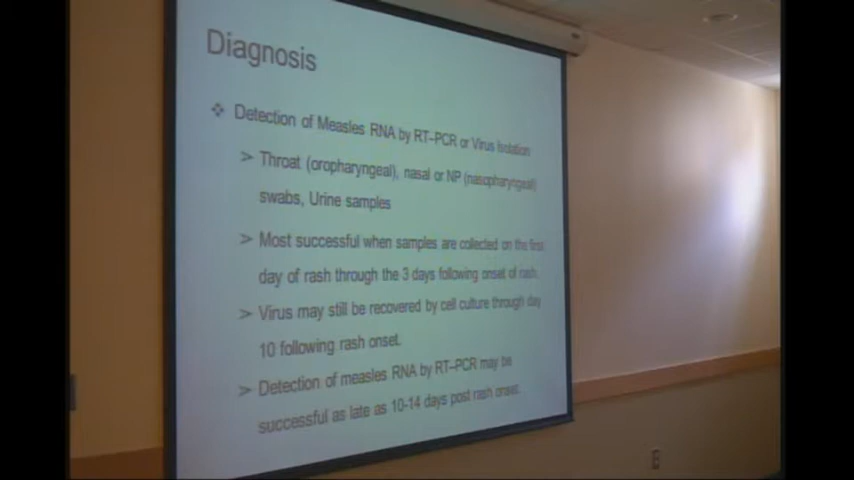 Diagnosis
Detection of Measles RNA by RT-PCR or Virus Isolation
Throat (oropharyngeal), nasal or NP (nasopharyngeal)
swabs, Urine samples
Most successful when samples are collected on the first
day of rash through the 3 days following onset of rash.
Virus may still be recovered by cell culture through day
10 following rash onset.
Detection of measles RNA by RT-PCR may be
successful as late as 10-14 days post rash onset.